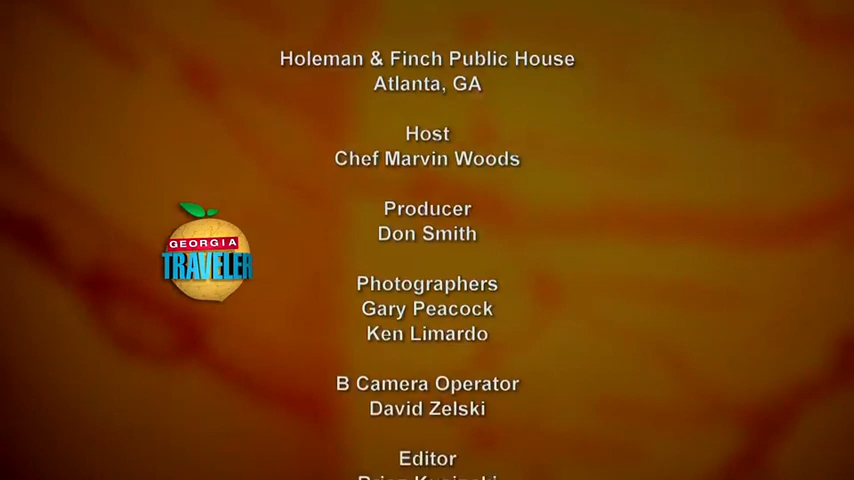 Holeman & Finch Public House
Atlanta, GA
Host
Chef Marvin Woods
Producer
Don Smith
GEORGIA
TRAVELER
Photographers
Gary Peacock
Ken Limardo
B Camera Operator
David Zelski
Editor